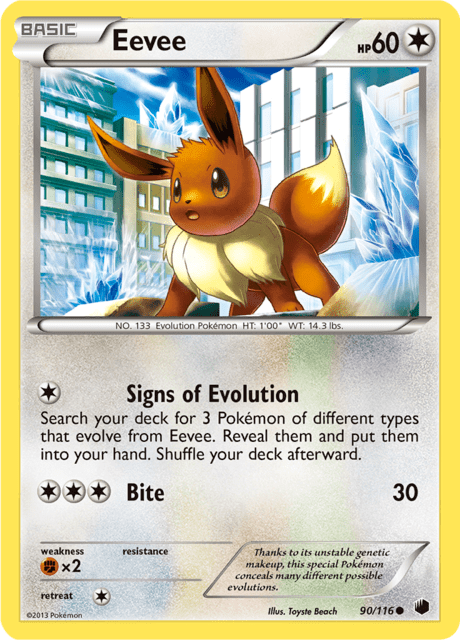 BASIC
Eevee
HP60
NO. 133 Evolution Pokémon HT: 1'00" WT: 14.3 lbs.
Signs of Evolution
Search your deck for 3 Pokémon of different types
that evolve from Eevee. Reveal them and put them
into your hand. Shuffle your deck afterward.
Bite 30
weakness resistance
×2
retreat
Thanks to its unstable genetic
makeup, this special Pokémon
conceals many different possible
evolutions.
©2013 Pokémon
Illus. Toyste Beach 90/116